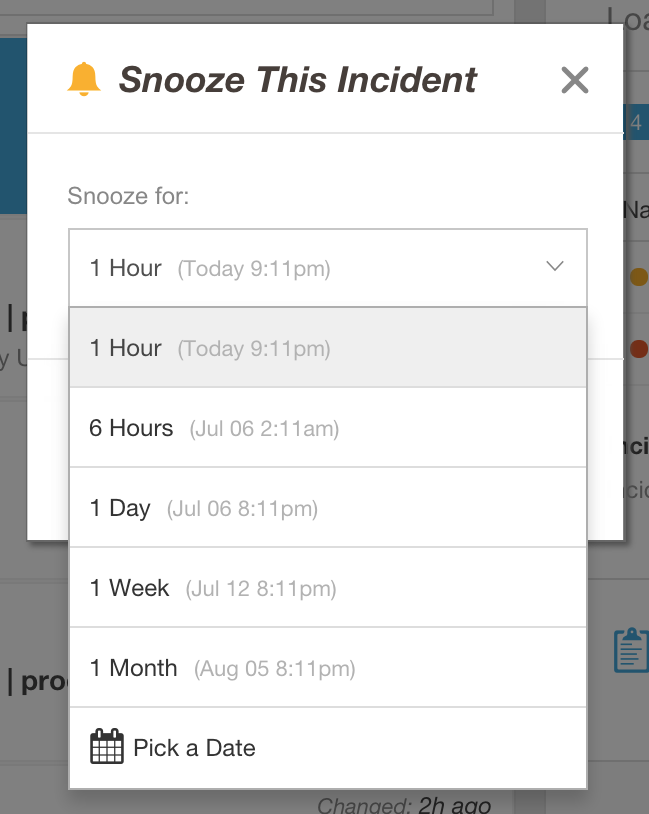 Snooze This Incident
4
Snooze for:
1 Hour (Today 9:11pm)
1 Hour (Today 9:11pm)
6 Hours (Jul 06 2:11am)
1 Day (Jul 06 8:11pm)
1 Week (Jul 12 8:11pm)
1 Month (Aug 05 8:11pm)
Pick a Date
Changed: 2h ago